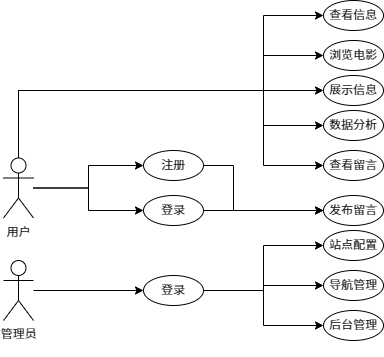 查看信息
浏览电影
展示信息
数据分析
查看留言
注册
登录
发布留言
用户
站点配置
登录
导航管理
后台管理
管理员